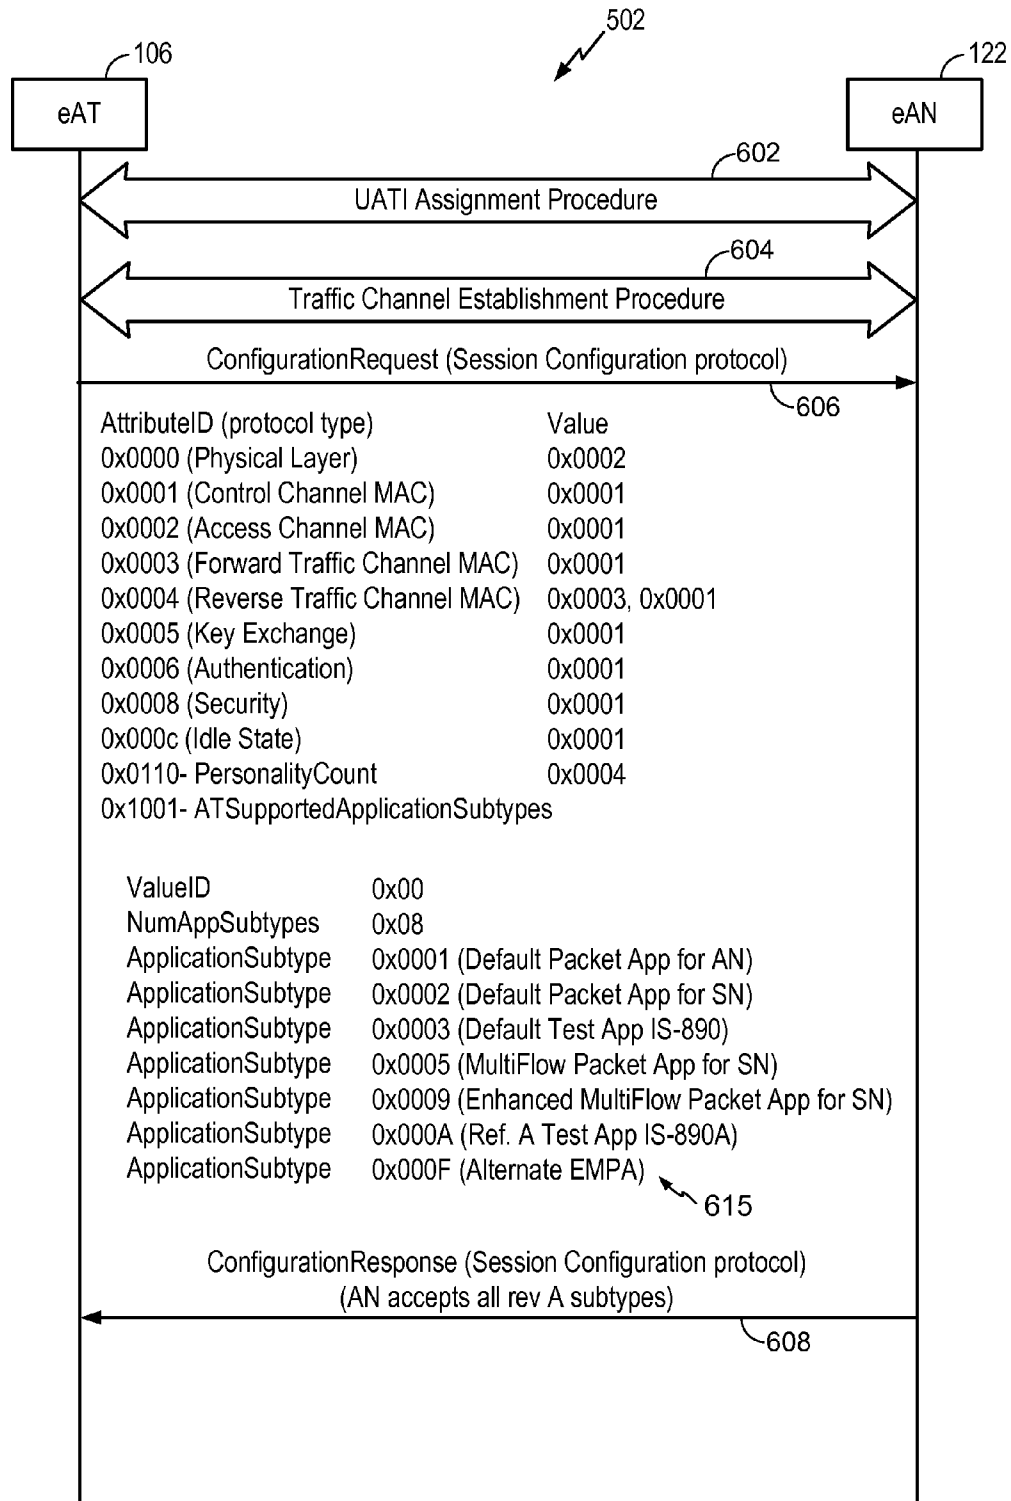 502
106
122
eAT
eAN
602
UATI Assignment Procedure
604
Traffic Channel Establishment Procedure
ConfigurationRequest (Session Configuration protocol)
606
AttributeID (protocol type) Value
0x0000 (Physical Layer) 0x0002
0x0001 (Control Channel MAC) 0x0001
0x0002 (Access Channel MAC) 0x0001
0x0003 (Forward Traffic Channel MAC) 0x0001
0x0004 (Reverse Traffic Channel MAC) 0x0003, 0x0001
0x0005 (Key Exchange) 0x0001
0x0006 (Authentication) 0x0001
0x0008 (Security) 0x0001
0x000c (Idle State) 0x0001
0x0110- PersonalityCount 0x0004
0x1001- ATSupportedApplicationSubtypes
ValueID 0x00
NumAppSubtypes 0x08
ApplicationSubtype 0x0001 (Default Packet App for AN)
ApplicationSubtype 0x0002 (Default Packet App for SN)
ApplicationSubtype 0x0003 (Default Test App IS-890)
ApplicationSubtype 0x0005 (MultiFlow Packet App for SN)
ApplicationSubtype 0x0009 (Enhanced MultiFlow Packet App for SN)
ApplicationSubtype 0x000A (Ref. A Test App IS-890A)
ApplicationSubtype 0x000F (Alternate EMPA)
615
ConfigurationResponse (Session Configuration protocol)
(AN accepts all rev A subtypes)
608